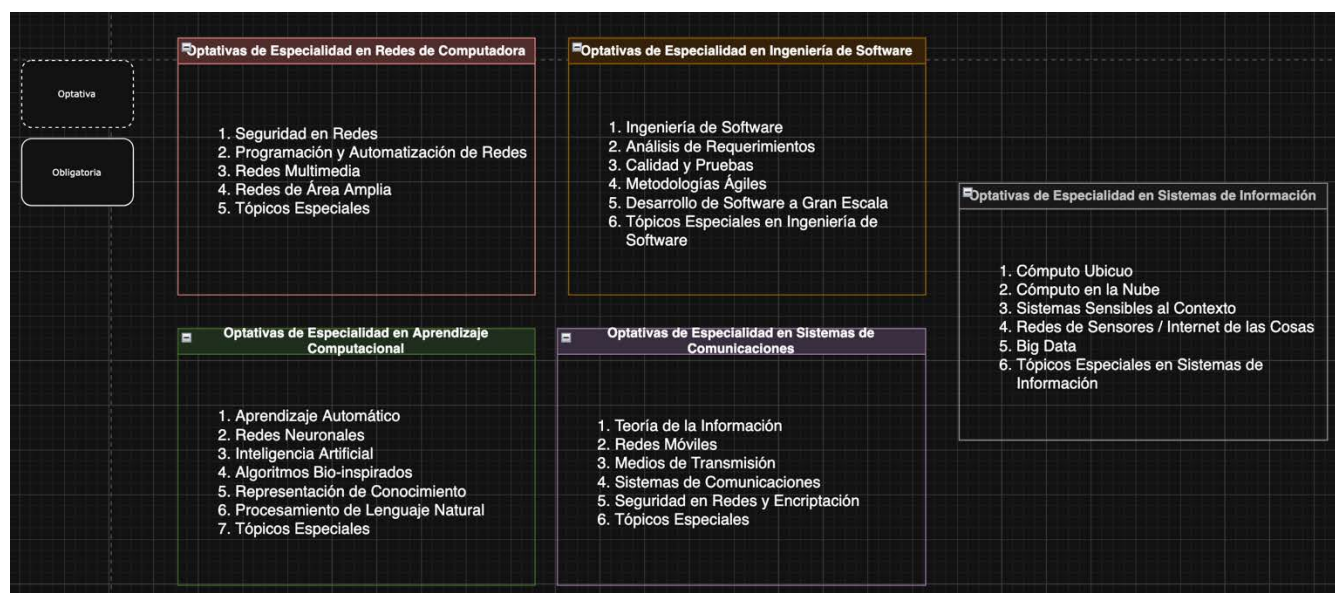 Optativa
Obligatoria
Optativas de Especialidad en Redes de Computadora
1. Seguridad en Redes
2. Programación y Automatización de Redes
3. Redes Multimedia
4. Redes de Área Amplia
5. Tópicos Especiales
Optativas de Especialidad en Ingeniería de Software
1. Ingeniería de Software
2. Análisis de Requerimientos
3. Calidad y Pruebas
4. Metodologías Ágiles
5. Desarrollo de Software a Gran Escala
6. Tópicos Especiales en Ingeniería de
Software
Optativas de Especialidad en Sistemas de Información
1. Cómputo Ubicuo
2. Cómputo en la Nube
3. Sistemas Sensibles al Contexto
4. Redes de Sensores / Internet de las Cosas
5. Big Data
6. Tópicos Especiales en Sistemas de
Información
Optativas de Especialidad en Aprendizaje
Computacional
1. Aprendizaje Automático
2. Redes Neuronales
3. Inteligencia Artificial
4. Algoritmos Bio-inspirados
5. Representación de Conocimiento
6. Procesamiento de Lenguaje Natural
7. Tópicos Especiales
Optativas de Especialidad en Sistemas de
Comunicaciones
1. Teoría de la Información
2. Redes Móviles
3. Medios de Transmisión
4. Sistemas de Comunicaciones
5. Seguridad en Redes y Encriptación
6. Tópicos Especiales